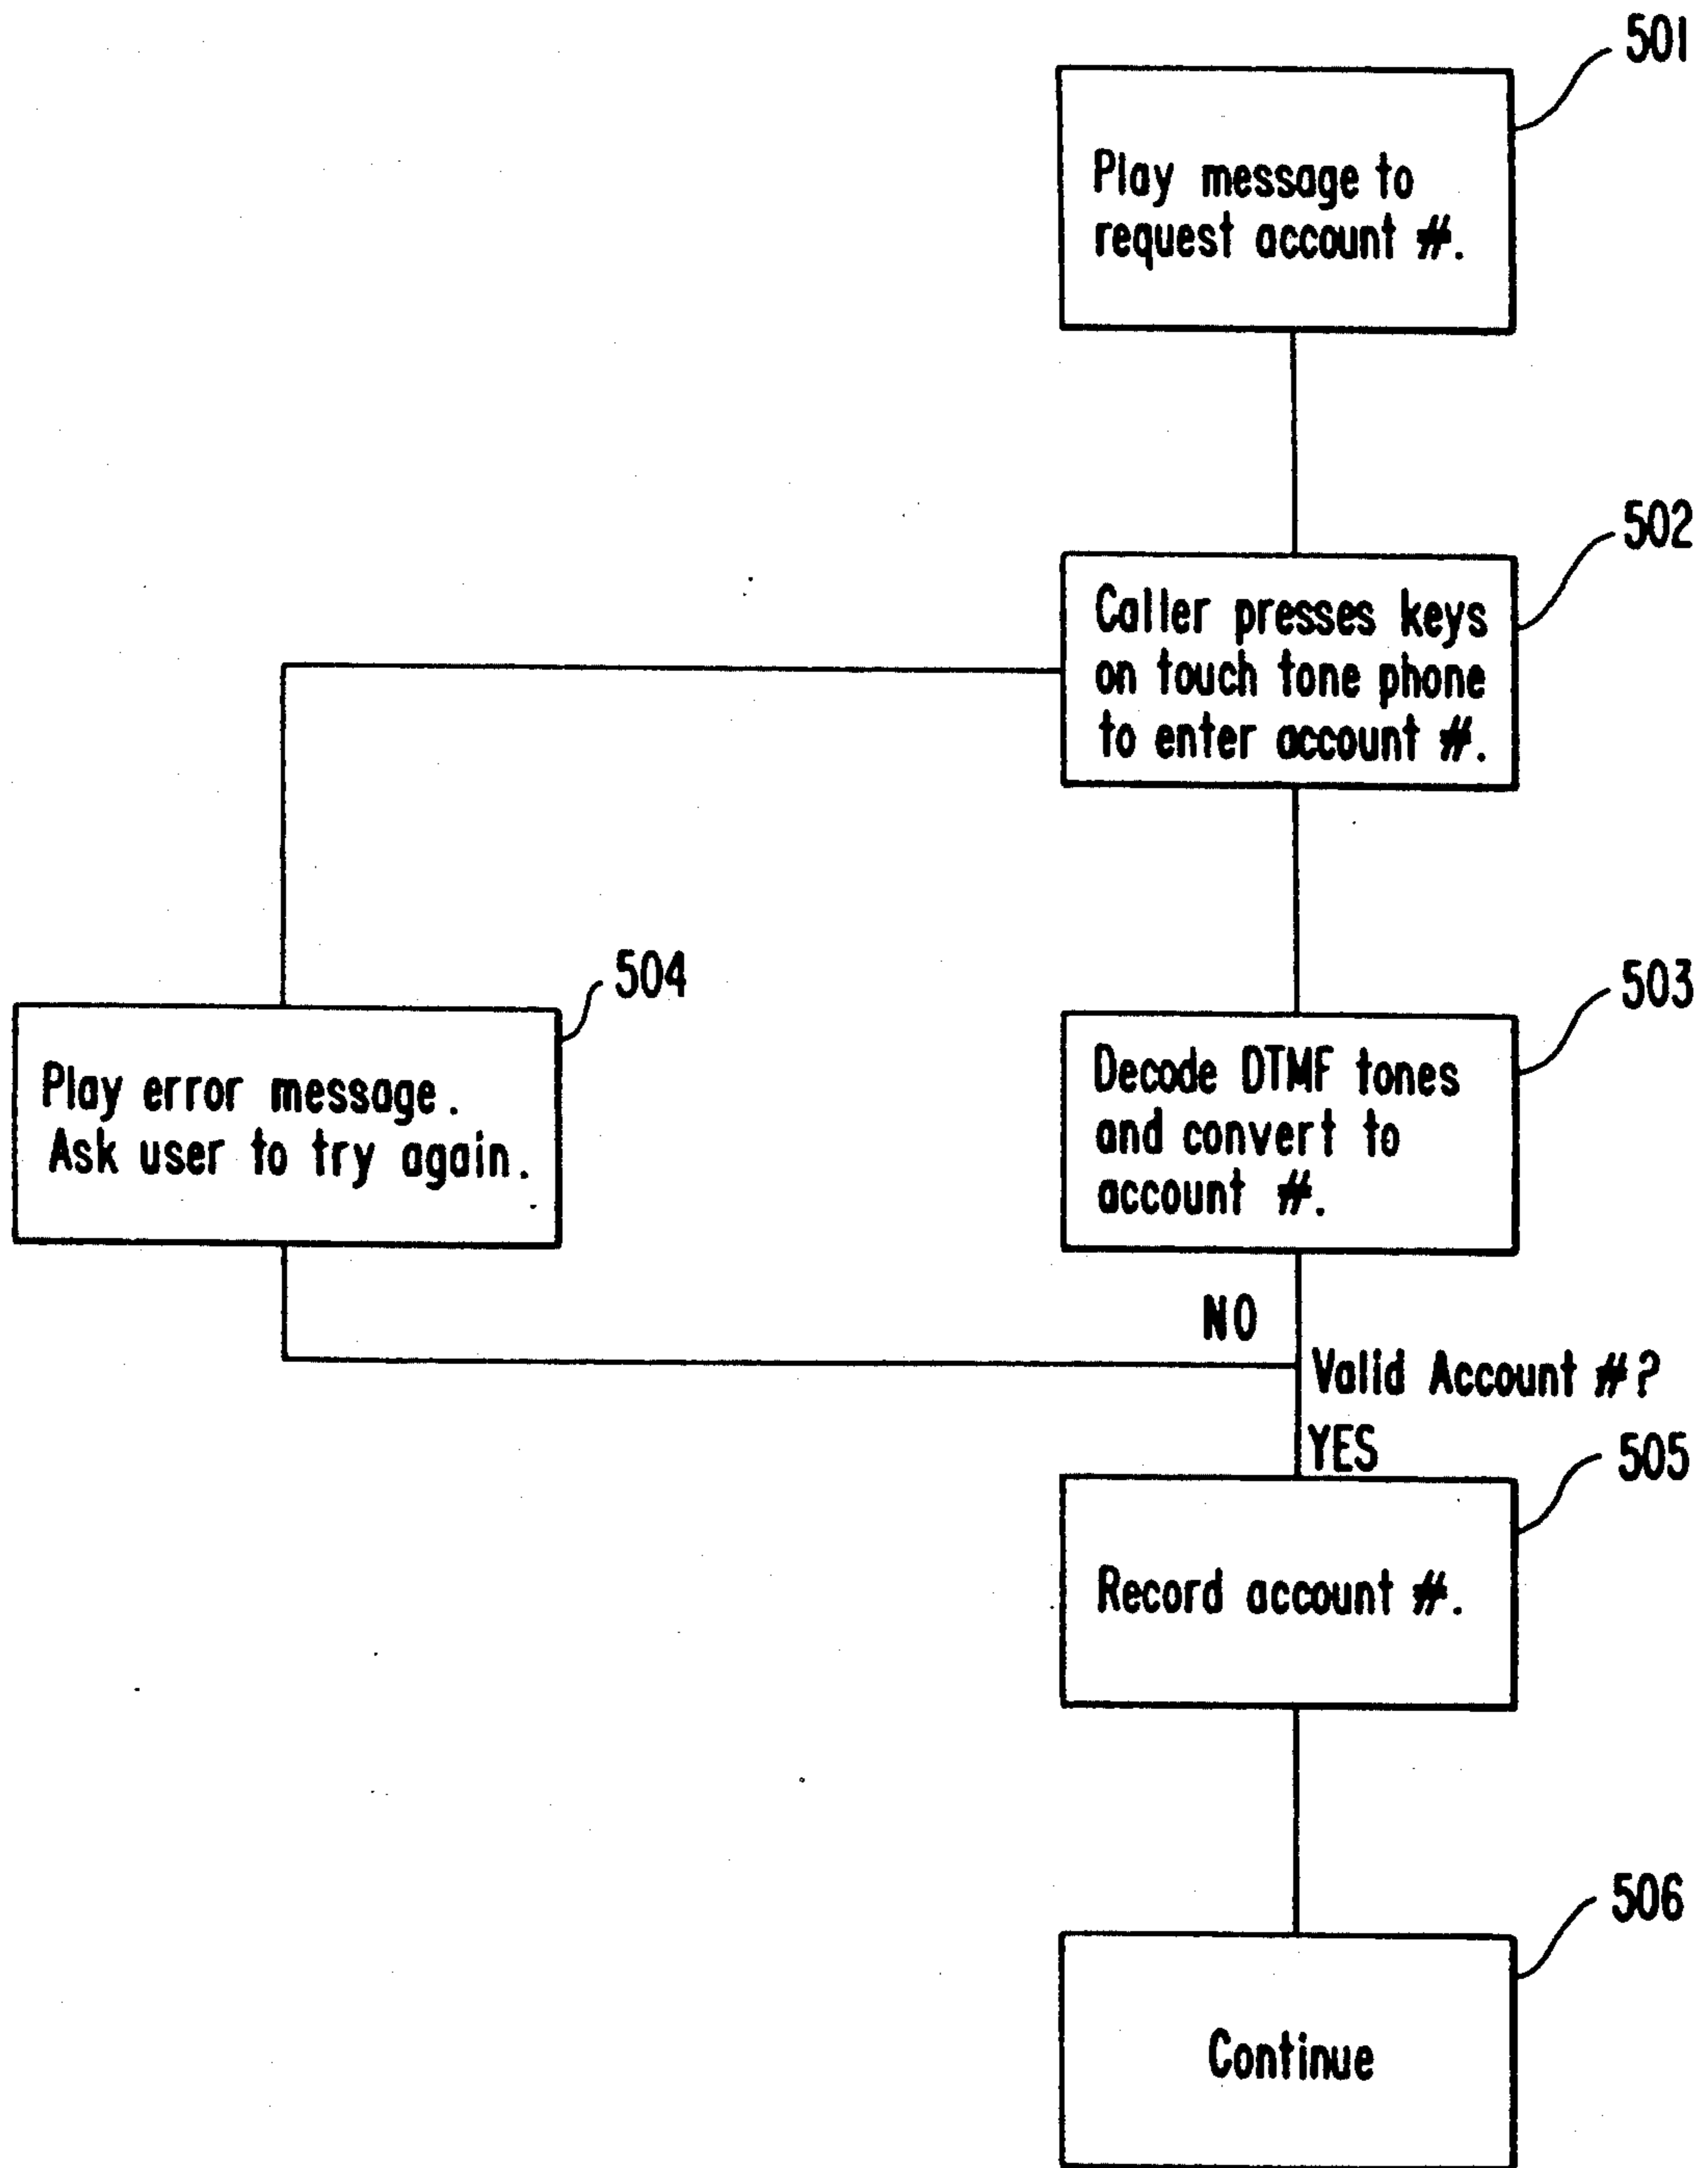 501
Play message to
request account #.
502
Caller presses keys
on touch tone phone
to enter account #.
504
Play error message.
Ask user to try again.
503
Decode DTMF tones
and convert to
account #.
NO
Valid Account #?
YES
505
Record account #.
506
Continue